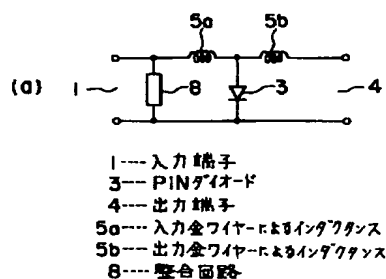 5a 5b
(a) 1 8 3 4
1---- 入力端子
3---- PINダイオード
4---- 出力端子
5a---- 入力金ワイヤーによるインダクタンス
5b---- 出力金ワイヤーによるインダクタンス
8---- 整合回路